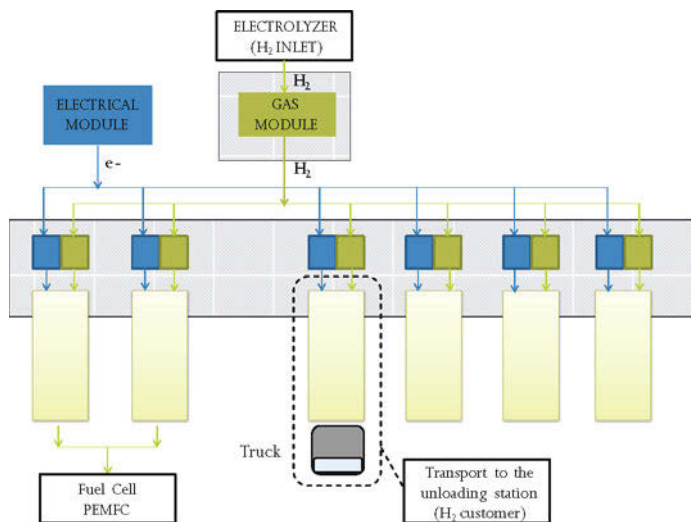 ELECTROLYZER
(H₂ INLET)
H₂
ELECTRICAL
MODULE
GAS
MODULE
e-
H₂
Truck
Fuel Cell
PEMFC
Transport to the
unloading station
(H₂ customer)